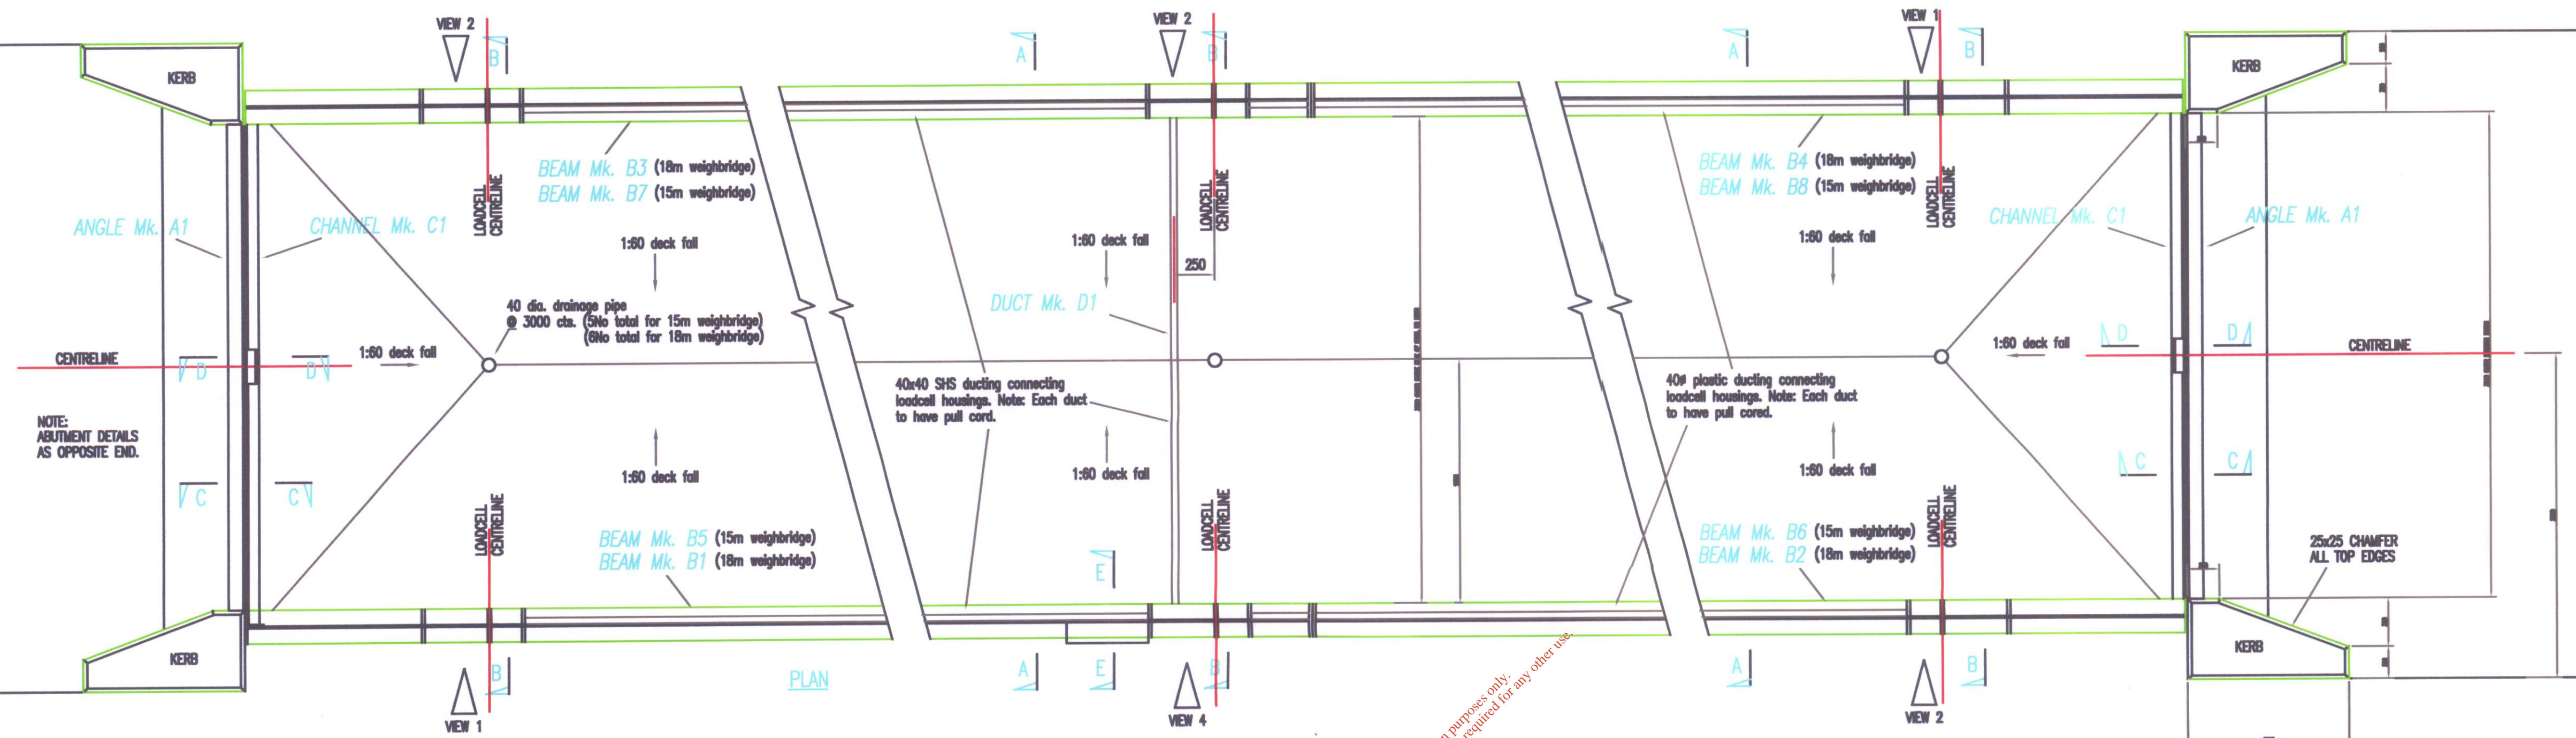 VIEW 2
VIEW 2
VIEW 1
B
A
B
A
B
KERB
KERB
BEAM Mk. B3 (18m weighbridge)
BEAM Mk. B7 (15m weighbridge)
BEAM Mk. B4 (18m weighbridge)
BEAM Mk. B8 (15m weighbridge)
LOADCELL
CENTRELINE
LOADCELL
CENTRELINE
LOADCELL
CENTRELINE
ANGLE Mk. A1
CHANNEL Mk. C1
CHANNEL Mk. C1
ANGLE Mk. A1
1:60 deck fall
1:60 deck fall
1:60 deck fall
250
40 dia. drainage pipe
@ 3000 cts. (5No total for 15m weighbridge)
(6No total for 18m weighbridge)
DUCT Mk. D1
CENTRELINE
1:60 deck fall
1:60 deck fall
CENTRELINE
D
D
D
D
40x40 SHS ducting connecting
loadcell housings. Note: Each duct
to have pull cord.
40ø plastic ducting connecting
loadcell housings. Note: Each duct
to have pull cored.
NOTE:
ABUTMENT DETAILS
AS OPPOSITE END.
1:60 deck fall
1:60 deck fall
1:60 deck fall
C
C
C
C
LOADCELL
CENTRELINE
LOADCELL
CENTRELINE
LOADCELL
CENTRELINE
BEAM Mk. B5 (15m weighbridge)
BEAM Mk. B1 (18m weighbridge)
BEAM Mk. B6 (15m weighbridge)
BEAM Mk. B2 (18m weighbridge)
25x25 CHAMFER
ALL TOP EDGES
E
KERB
KERB
B
PLAN
A
E
B
A
B
VIEW 1
VIEW 4
VIEW 2
purposes only.
required for any other use.